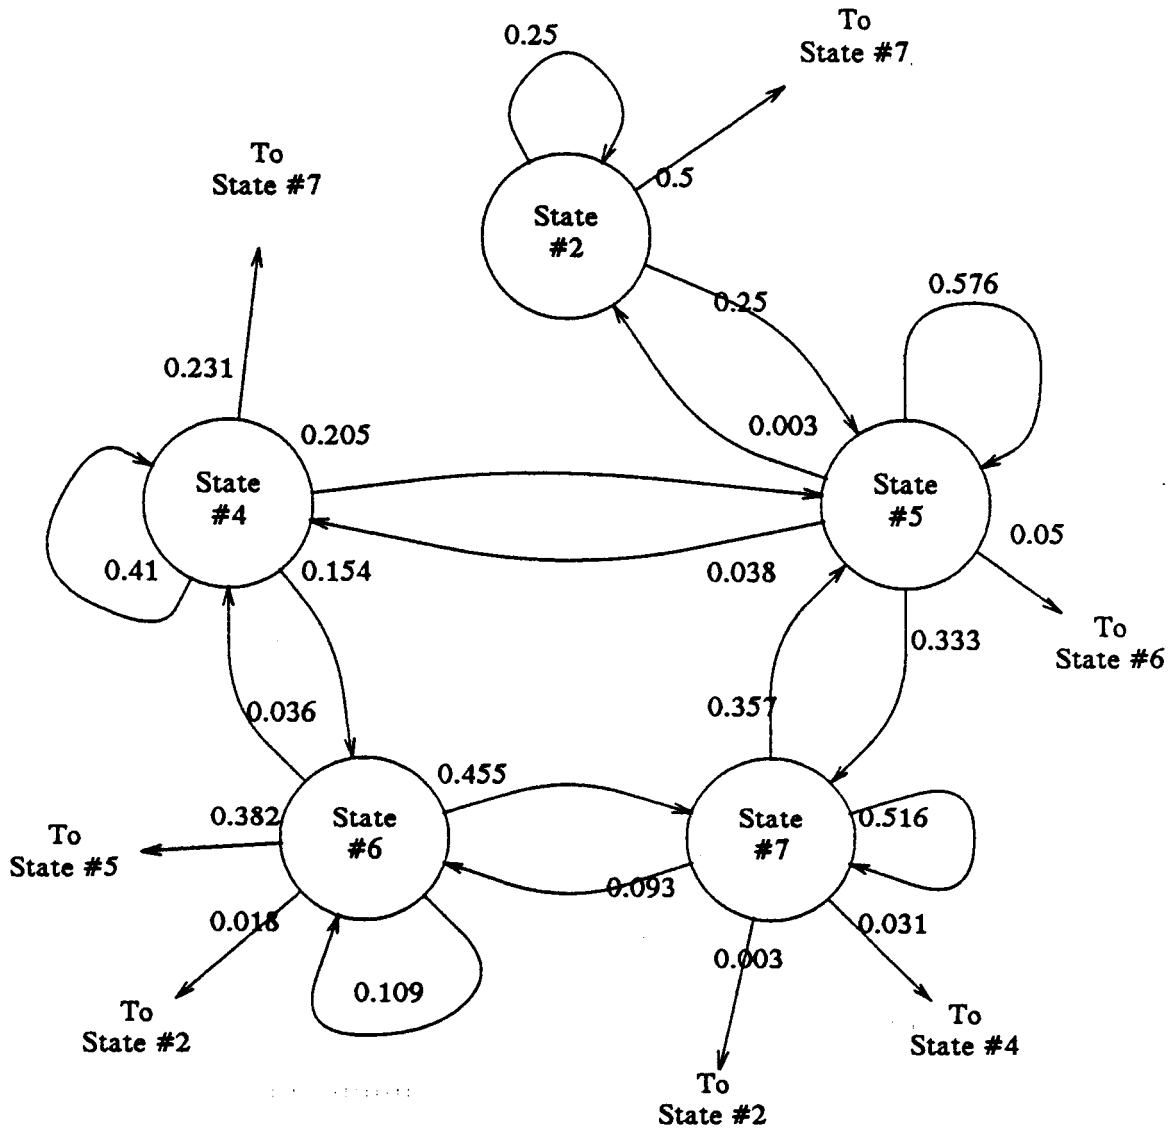 To
State #7
0.25
To
State #7
0.5
State
#2
0.25
0.576
0.231
0.003
0.205
State
#4
State
#5
0.05
0.41
0.154
0.038
To
State #6
0.333
0.036
0.357
0.455
0.382
State
#6
State
#7
0.516
To
State #5
0.093
0.018
0.031
0.003
0.109
To
State #2
To
State #4
To
State #2